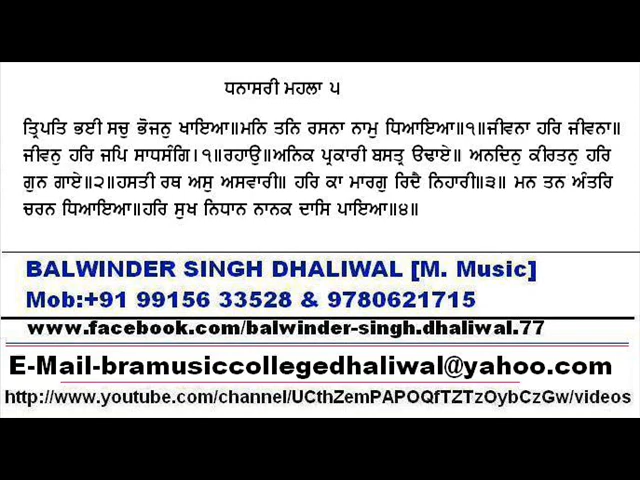 ਧਨਾਸਰੀ ਮਹਲਾ ੫
ਤ੍ਰਿਪਤਿ ਭਈ ਸਚੁ ਭੋਜਨੁ ਖਾਇਆ॥ਮਨਿ ਤਨਿ ਰਸਨਾ ਨਾਮੁ ਧਿਆਇਆ॥੧॥ਜੀਵਨਾ ਹਰਿ ਜੀਵਨਾ॥
ਜੀਵਨੁ ਹਰਿ ਜਪਿ ਸਾਧਸੰਗਿ।੧॥ਰਹਾਉ॥ਅਨਿਕ ਪ੍ਰਕਾਰੀ ਬਸਤ੍ਰ ਓਢਾਏ॥ ਅਨਦਿਨੁ ਕੀਰਤਨੁ ਹਰਿ
ਗੁਨ ਗਾਏ॥੨॥ਹਸਤੀ ਰਥ ਅਸੁ ਅਸਵਾਰੀ॥ ਹਰਿ ਕਾ ਮਾਰਗੁ ਰਿਦੈ ਨਿਹਾਰੀ॥੩॥ ਮਨ ਤਨ ਅੰਤਰਿ
ਚਰਨ ਧਿਆਇਆ॥ਹਰਿ ਸੁਖ ਨਿਧਾਨ ਨਾਨਕ ਦਾਸਿ ਪਾਇਆ॥੪॥
BALWINDER SINGH DHALIWAL [M. Music]
Mob:+91 99156 33528 & 9780621715
www.facebook.com/balwinder-singh.dhaliwal.77
E-Mail-bramusiccollegedhaliwal@yahoo.com
http://www.youtube.com/channel/UCthZemPAPOQfTZTzOybCzGw/videos